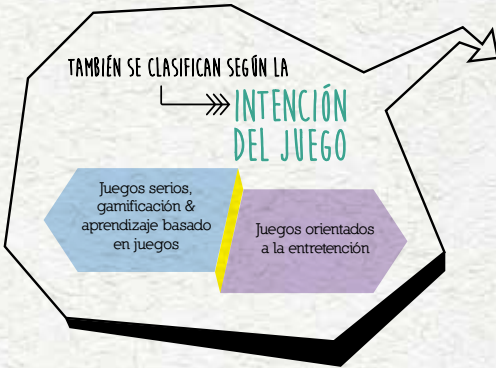 TAMBIÉN SE CLASIFICAN SEGÚN LA
INTENCIÓN
DEL JUEGO
Juegos serios,
gamificación &
aprendizaje basado
en juegos
Juegos orientados
a la entretención